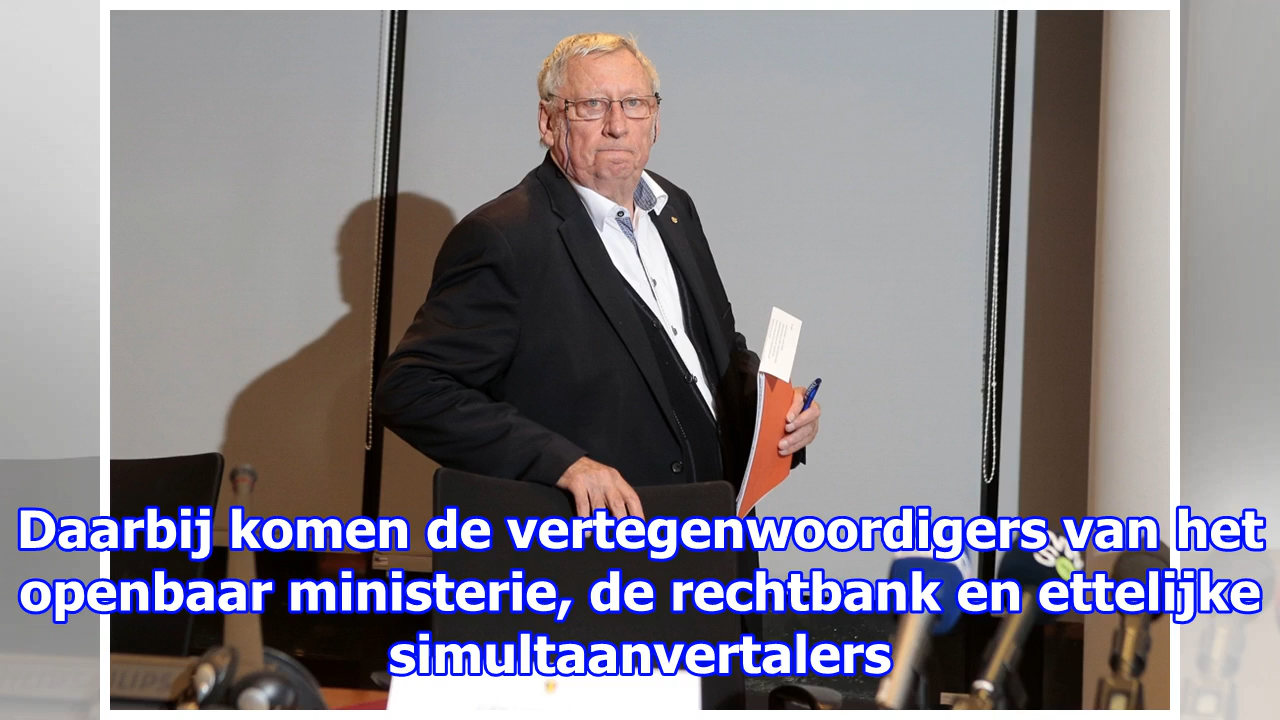 Daarbij komen de vertegenwoordigers van het
openbaar ministerie, de rechtbank en ettelijke
simultaanvertalers